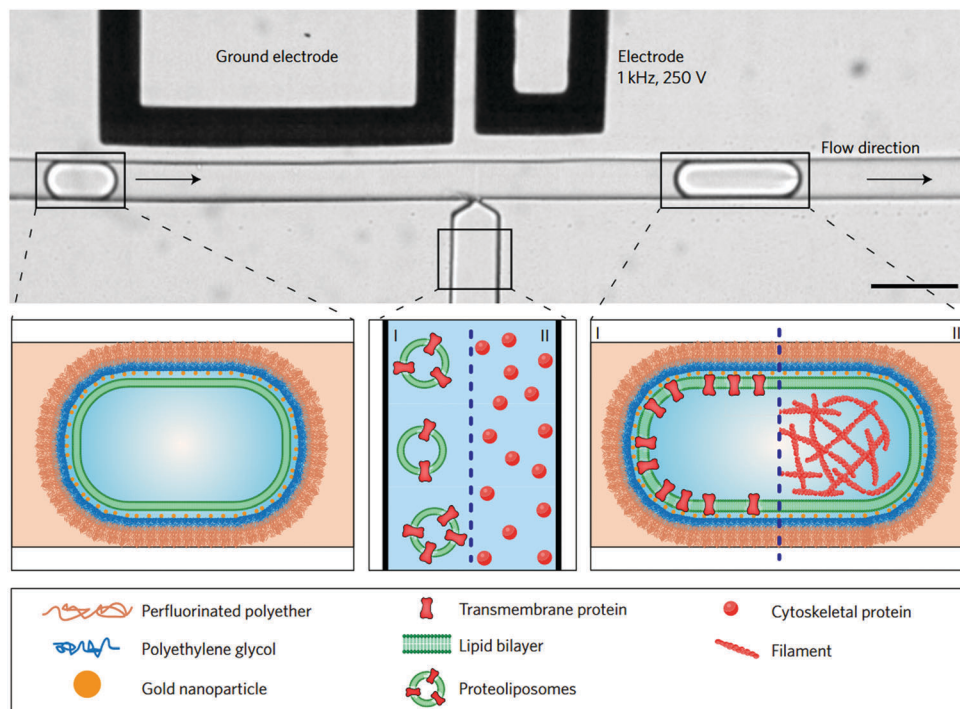 Ground electrode
Electrode
1 kHz, 250 V
Flow direction
I
II
I
II
Perfluorinated polyether
Transmembrane protein
Cytoskeletal protein
Polyethylene glycol
Lipid bilayer
Filament
Gold nanoparticle
Proteoliposomes